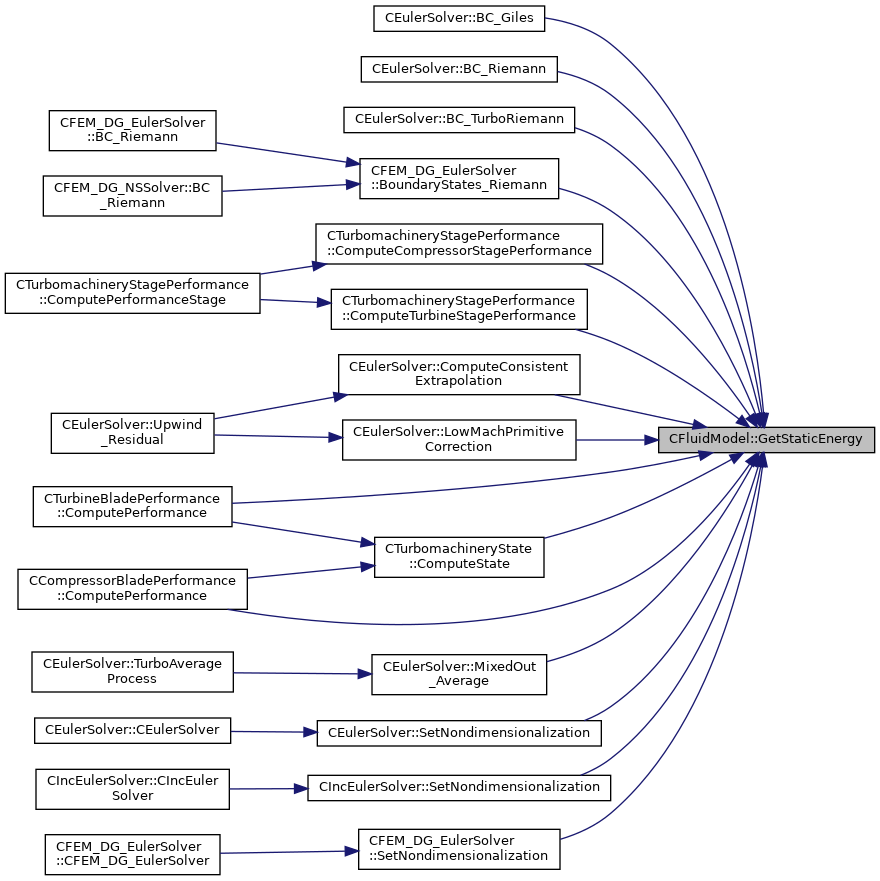 CEulerSolver::BC_Giles
CEulerSolver::BC_Riemann
CEulerSolver::BC_TurboRiemann
CFEM_DG_EulerSolver
::BC_Riemann
CFEM_DG_EulerSolver
::BoundaryStates_Riemann
CFEM_DG_NSSolver::BC
_Riemann
CTurbomachineryStagePerformance
::ComputeCompressorStagePerformance
CTurbomachineryStagePerformance
::ComputePerformanceStage
CTurbomachineryStagePerformance
::ComputeTurbineStagePerformance
CEulerSolver::ComputeConsistent
Extrapolation
CEulerSolver::Upwind
_Residual
CEulerSolver::LowMachPrimitive
Correction
CFluidModel::GetStaticEnergy
CTurbineBladePerformance
::ComputePerformance
CTurbomachineryState
::ComputeState
CCompressorBladePerformance
::ComputePerformance
CEulerSolver::TurboAverage
Process
CEulerSolver::MixedOut
_Average
CEulerSolver::CEulerSolver
CEulerSolver::SetNondimensionalization
CIncEulerSolver::CIncEuler
Solver
CIncEulerSolver::SetNondimensionalization
CFEM_DG_EulerSolver
::CFEM_DG_EulerSolver
CFEM_DG_EulerSolver
::SetNondimensionalization